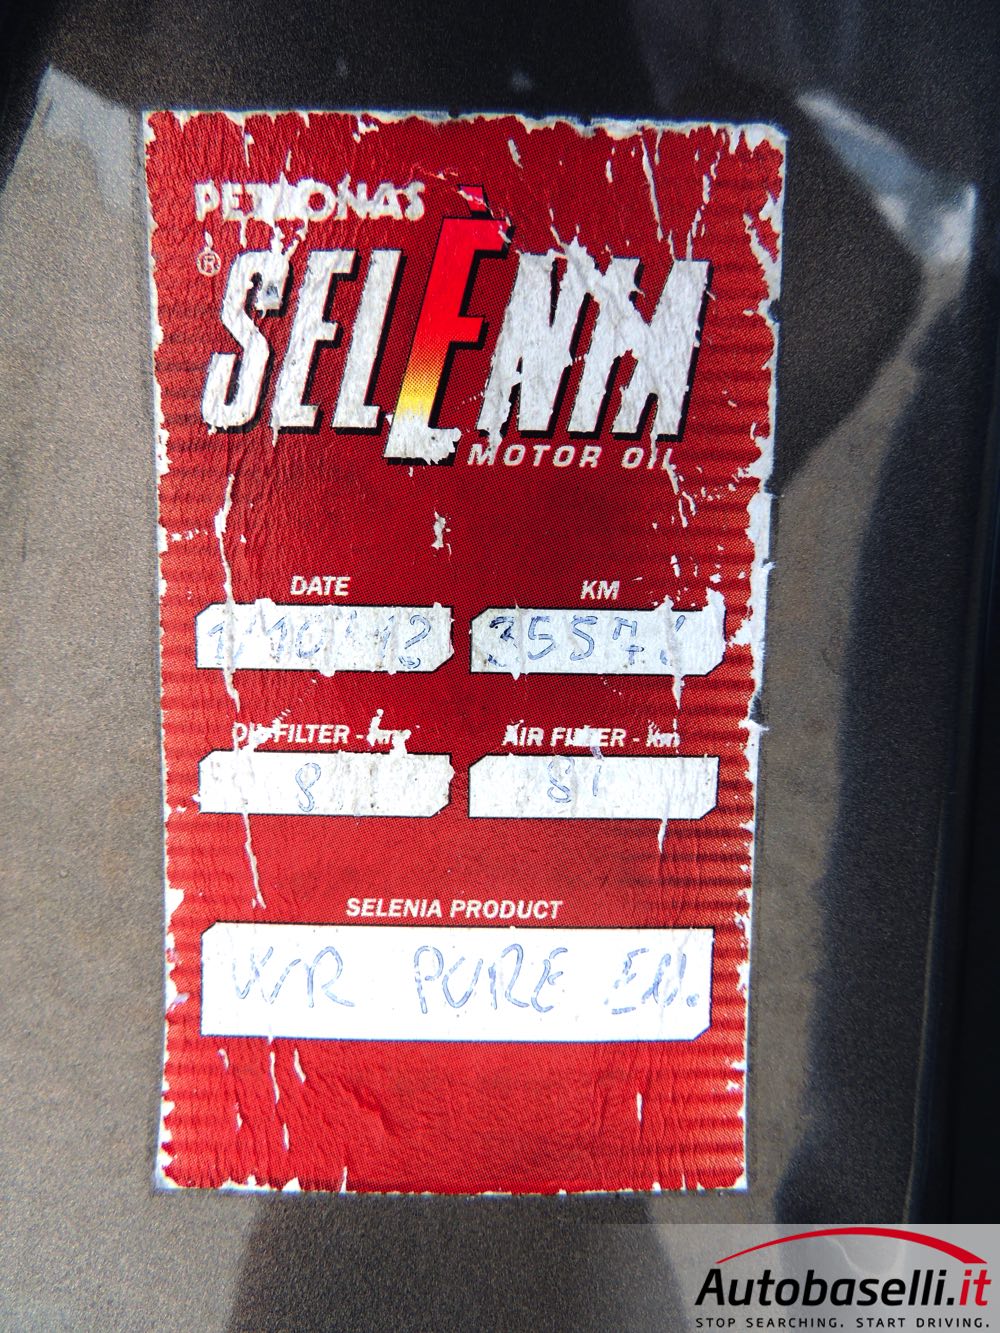 PETRONAS
® SELÈNIA
MOTOR OIL
DATE KM
OIL FILTER - km AIR FILTER - km
SELENIA PRODUCT
WR PURE EN.
Autobaselli.it
STOP SEARCHING. START DRIVING.